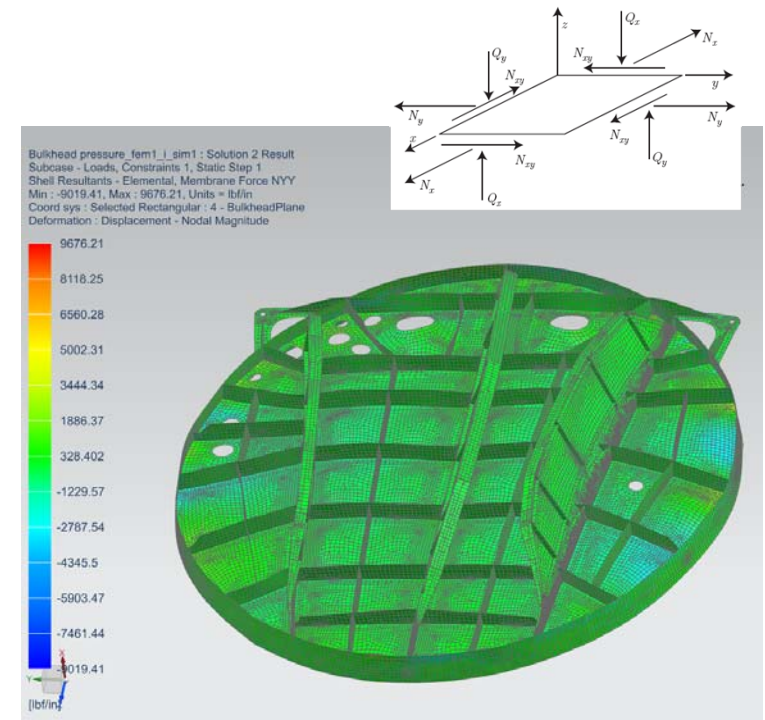 z
Q_x
N_x
Q_y
N_xy
N_xy
y
N_y
x
N_y
N_xy
N_xy
Q_y
N_x
Q_x
Bulkhead pressure_fem1_i_sim1 : Solution 2 Result
Subcase - Loads, Constraints 1, Static Step 1
Shell Resultants - Elemental, Membrane Force NYY
Min : -9019.41, Max : 9676.21, Units = lbf/in
Coord sys : Selected Rectangular : 4 - BulkheadPlane
Deformation : Displacement - Nodal Magnitude
9676.21
8118.25
6560.28
5002.31
3444.34
1886.37
328.402
-1229.57
-2787.54
-4345.5
-5903.47
-7461.44
-9019.41
X
Y
[lbf/in]